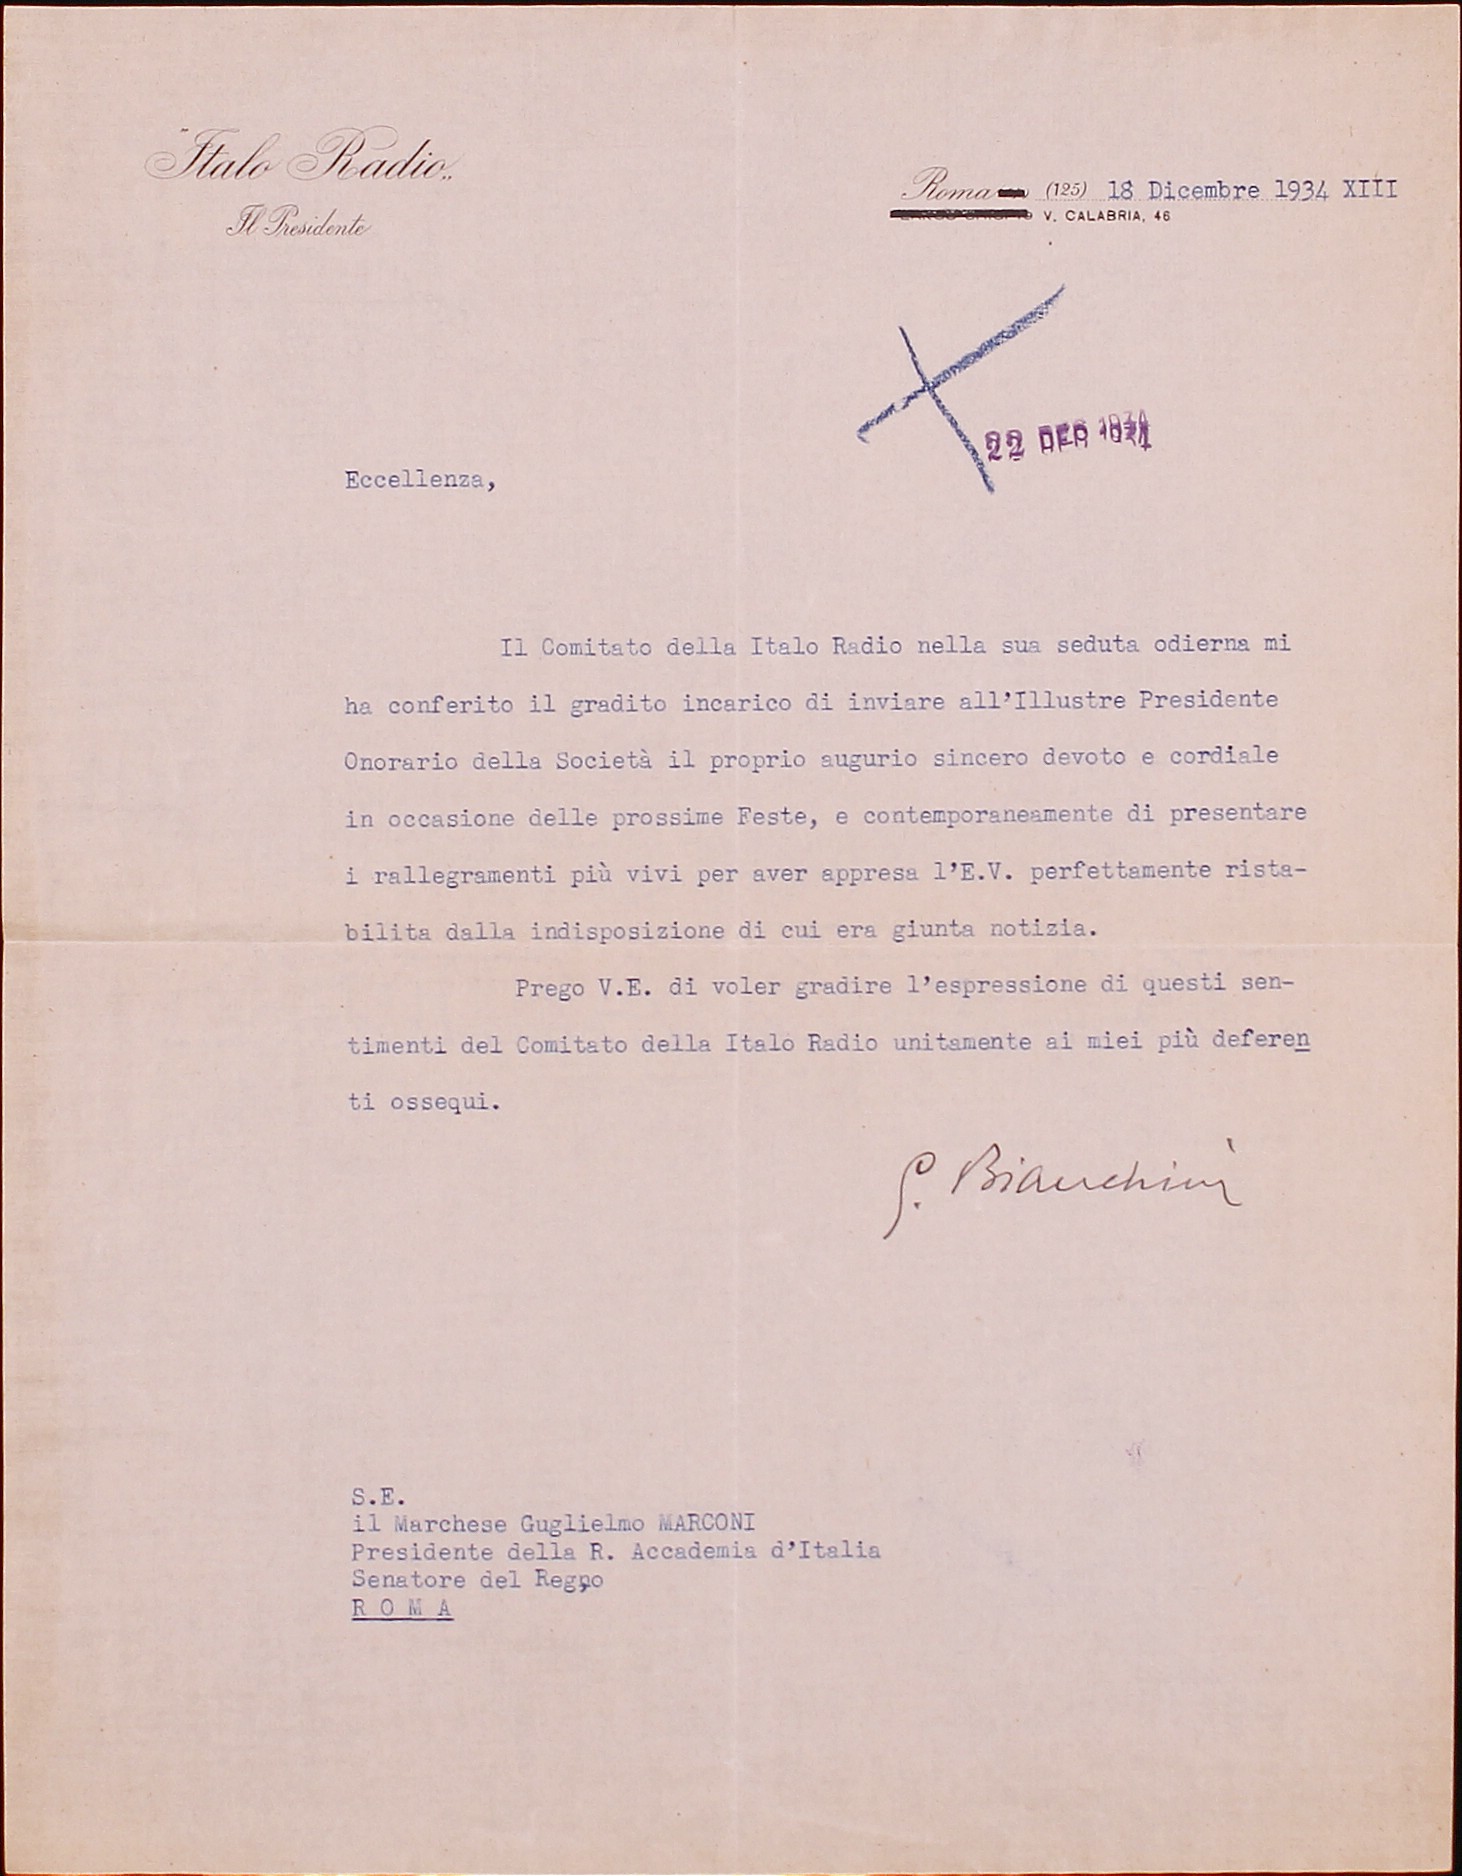 "Italo Radio„
Il Presidente
Roma (125) 18 Dicembre 1934 XIII
V. CALABRIA, 46
22 DEC 1934
Eccellenza,
Il Comitato della Italo Radio nella sua seduta odierna mi
ha conferito il gradito incarico di inviare all'Illustre Presidente
Onorario della Società il proprio augurio sincero devoto e cordiale
in occasione delle prossime Feste, e contemporaneamente di presentare
i rallegramenti più vivi per aver appresa l'E.V. perfettamente rista-
bilita dalla indisposizione di cui era giunta notizia.
Prego V.E. di voler gradire l'espressione di questi sen-
timenti del Comitato della Italo Radio unitamente ai miei più deferen
ti ossequi.
G. Bianchini
S.E.
il Marchese Guglielmo MARCONI
Presidente della R. Accademia d'Italia
Senatore del Regno
R O M A